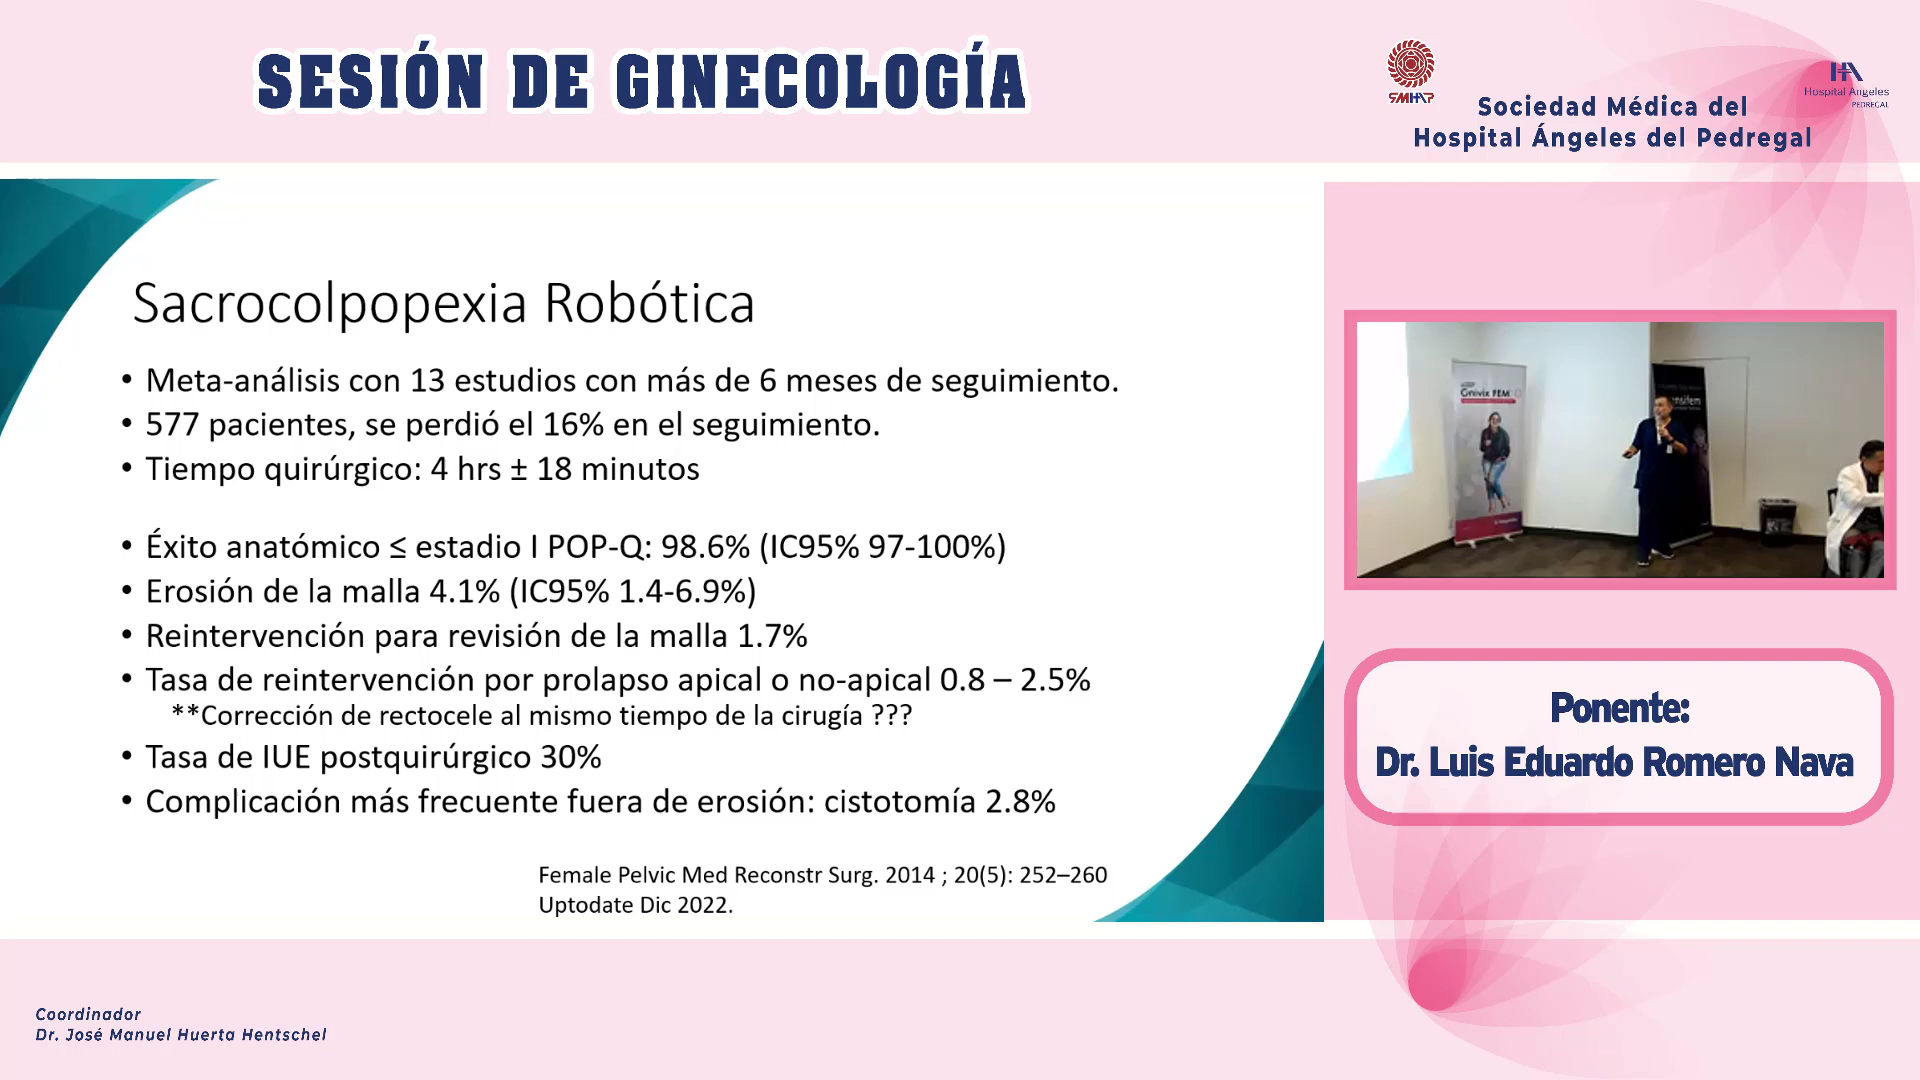 SESIÓN DE GINECOLOGÍA
SMHAP
Sociedad Médica del
Hospital Ángeles del Pedregal
HA
Hospital Angeles
PEDREGAL
Sacrocolpopexia Robótica
• Meta-análisis con 13 estudios con más de 6 meses de seguimiento.
• 577 pacientes, se perdió el 16% en el seguimiento.
• Tiempo quirúrgico: 4 hrs ± 18 minutos
• Éxito anatómico ≤ estadio I POP-Q: 98.6% (IC95% 97-100%)
• Erosión de la malla 4.1% (IC95% 1.4-6.9%)
• Reintervención para revisión de la malla 1.7%
• Tasa de reintervención por prolapso apical o no-apical 0.8 – 2.5%
**Corrección de rectocele al mismo tiempo de la cirugía ???
• Tasa de IUE postquirúrgico 30%
• Complicación más frecuente fuera de erosión: cistotomía 2.8%
Female Pelvic Med Reconstr Surg. 2014 ; 20(5): 252–260
Uptodate Dic 2022.
Ginivix FEM
Ponente:
Dr. Luis Eduardo Romero Nava
Coordinador
Dr. José Manuel Huerta Hentschel